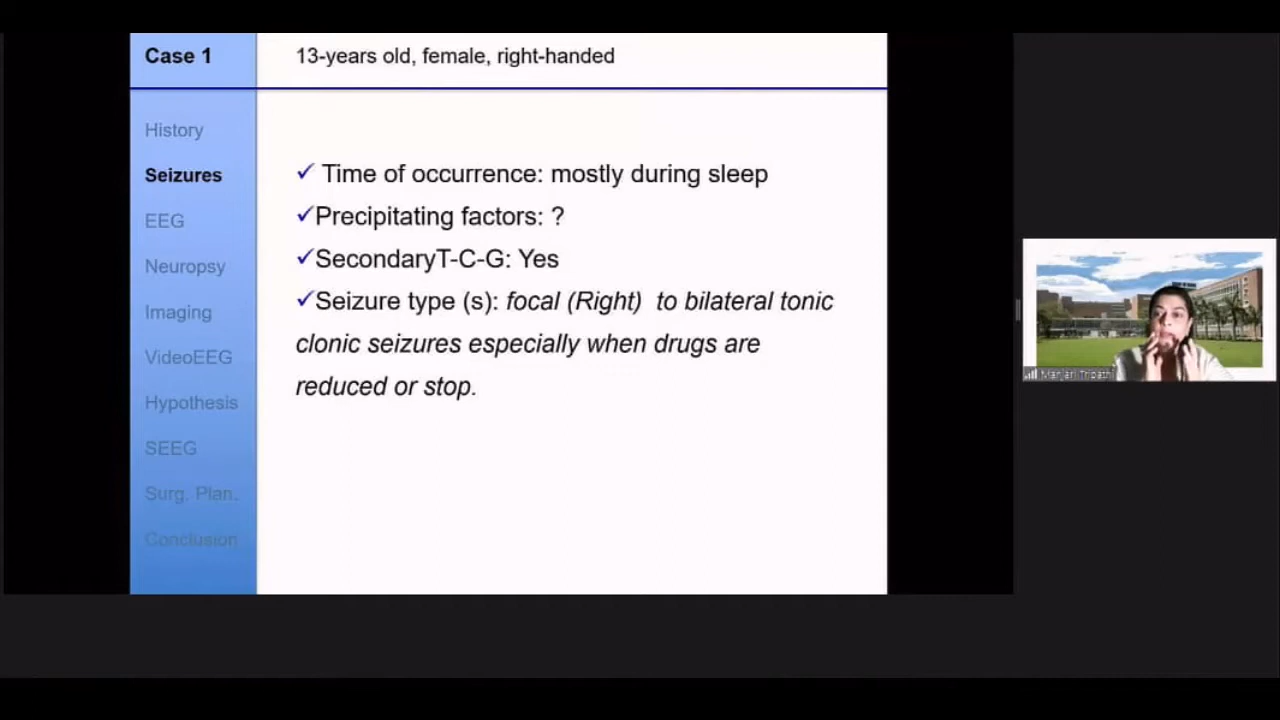 Case 1
13-years old, female, right-handed
History
Seizures
EEG
Neuropsy
Imaging
VideoEEG
Hypothesis
SEEG
Surg. Plan.
Conclusion
✓ Time of occurrence: mostly during sleep
✓Precipitating factors: ?
✓SecondaryT-C-G: Yes
✓Seizure type (s): focal (Right) to bilateral tonic
clonic seizures especially when drugs are
reduced or stop.
Manjari Tripathi